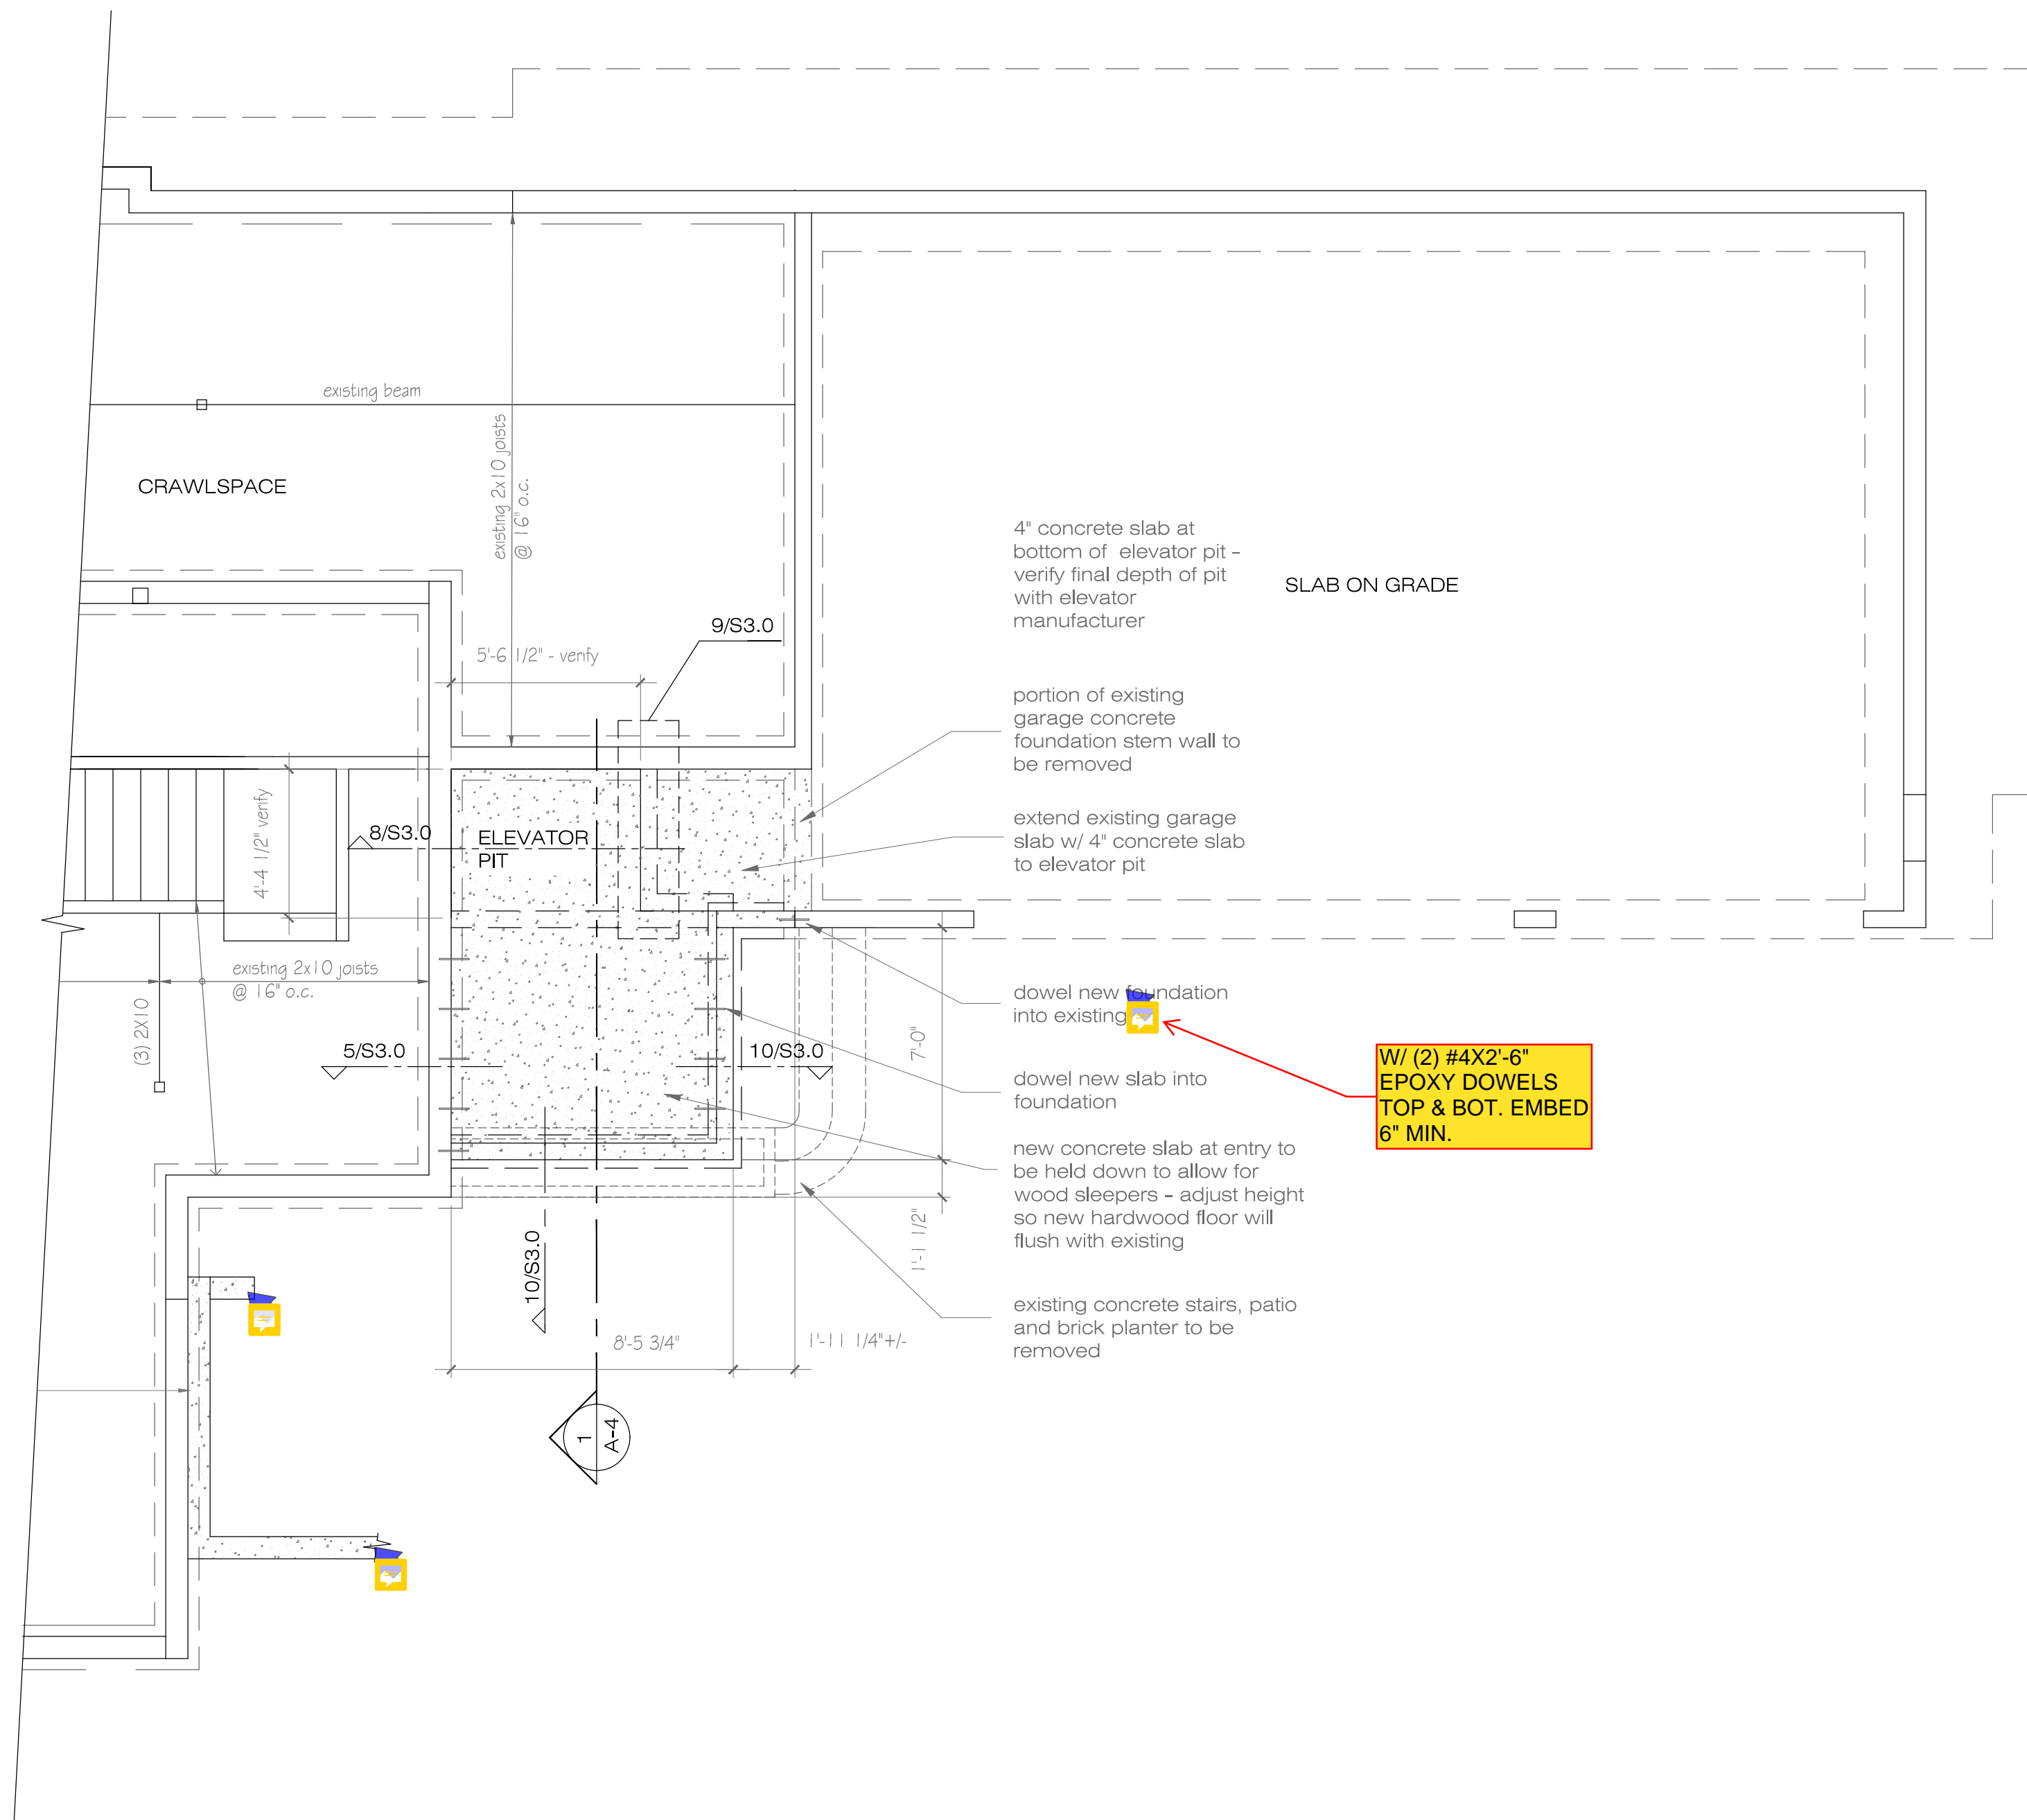 existing beam
existing 2x10 joists
@ 16" o.c.
CRAWLSPACE
4" concrete slab at
bottom of elevator pit -
verify final depth of pit
with elevator
manufacturer
SLAB ON GRADE
9/S3.0
5'-6 1/2" - verify
portion of existing
garage concrete
foundation stem wall to
be removed
4'-4 1/2" verify
8/S3.0
ELEVATOR
PIT
extend existing garage
slab w/ 4" concrete slab
to elevator pit
existing 2x10 joists
@ 16" o.c.
(3) 2X10
dowel new foundation
into existing
7'-0"
5/S3.0
10/S3.0
W/ (2) #4X2'-6"
EPOXY DOWELS
TOP & BOT. EMBED
6" MIN.
dowel new slab into
foundation
new concrete slab at entry to
be held down to allow for
wood sleepers - adjust height
so new hardwood floor will
flush with existing
1'-1 1/2"
10/S3.0
existing concrete stairs, patio
and brick planter to be
removed
8'-5 3/4"
1'-11 1/4"+/-
1
A-4